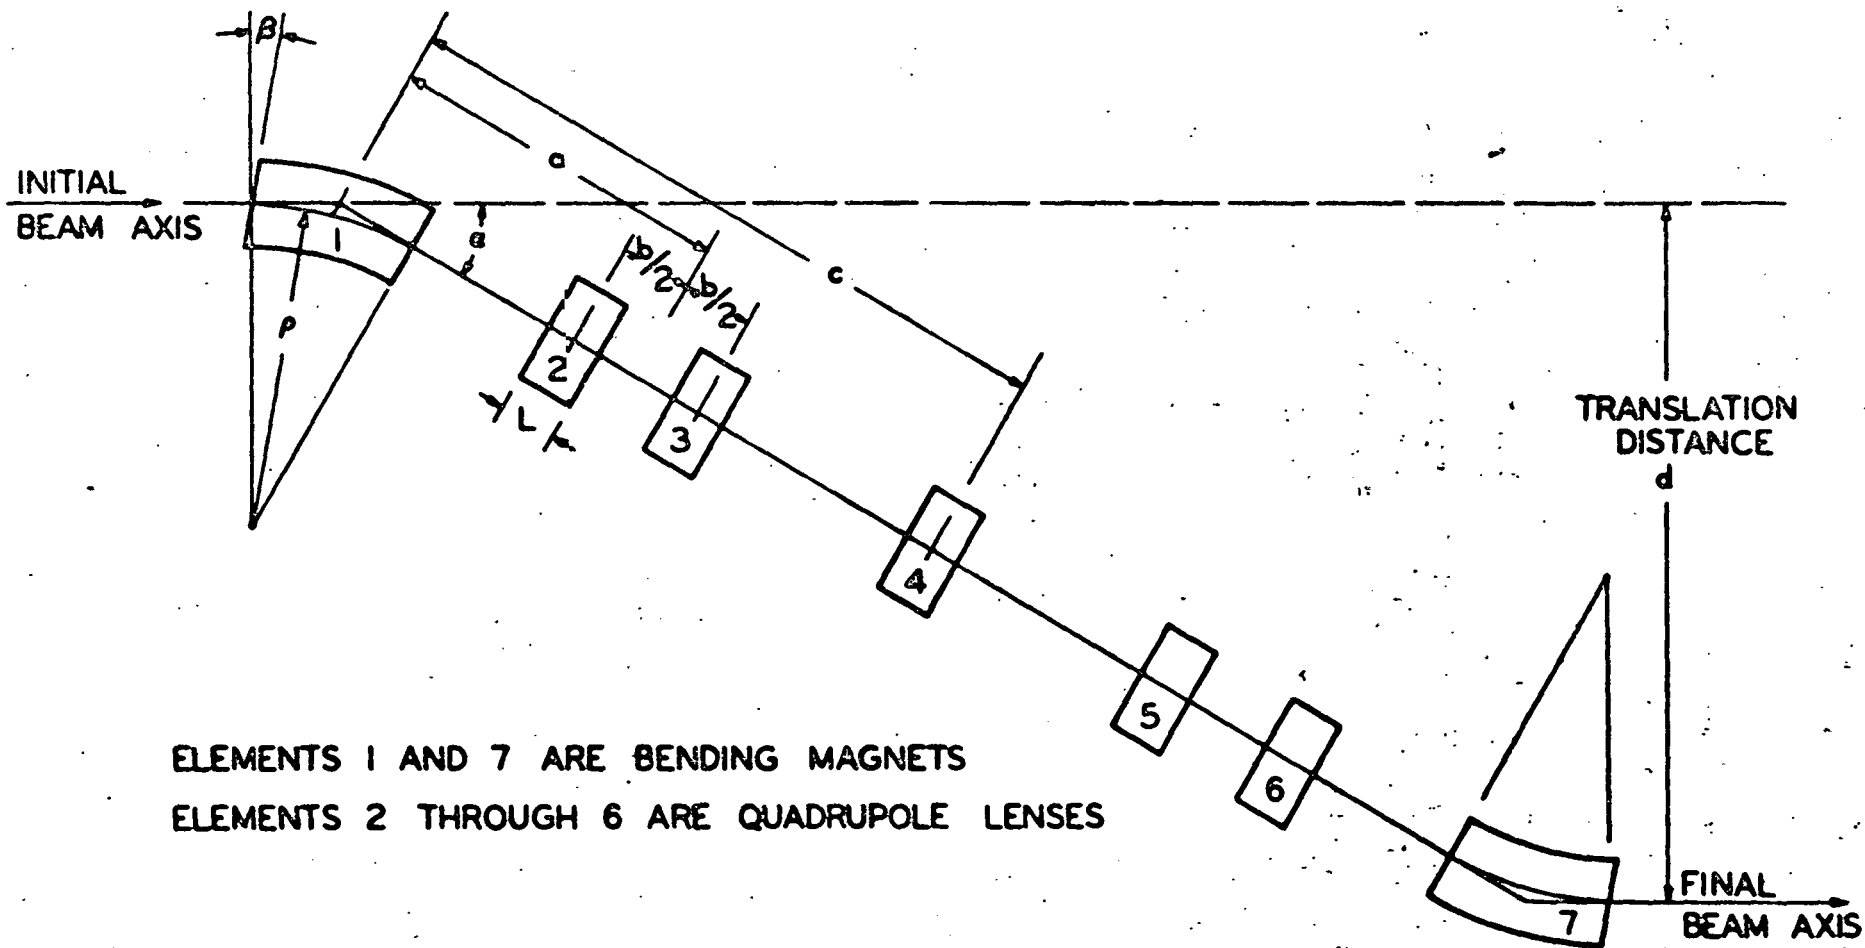 β
INITIAL
BEAM AXIS
1
α
ρ
a
b/2
b/2
c
2
L
3
4
5
6
7
TRANSLATION
DISTANCE
d
ELEMENTS 1 AND 7 ARE BENDING MAGNETS
ELEMENTS 2 THROUGH 6 ARE QUADRUPOLE LENSES
FINAL
BEAM AXIS